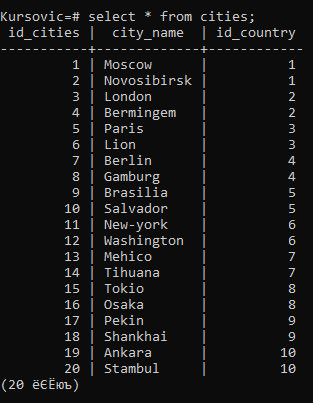 Kursovic=# select * from cities;
 id_cities |  city_name  | id_country
-----------+-------------+------------
         1 | Moscow      |          1
         2 | Novosibirsk |          1
         3 | London      |          2
         4 | Bermingem   |          2
         5 | Paris       |          3
         6 | Lion        |          3
         7 | Berlin      |          4
         8 | Gamburg     |          4
         9 | Brasilia    |          5
        10 | Salvador    |          5
        11 | New-york    |          6
        12 | Washington  |          6
        13 | Mehico      |          7
        14 | Tihuana     |          7
        15 | Tokio       |          8
        16 | Osaka       |          8
        17 | Pekin       |          9
        18 | Shankhai    |          9
        19 | Ankara      |         10
        20 | Stambul     |         10
(20 ёЄЁюъ)